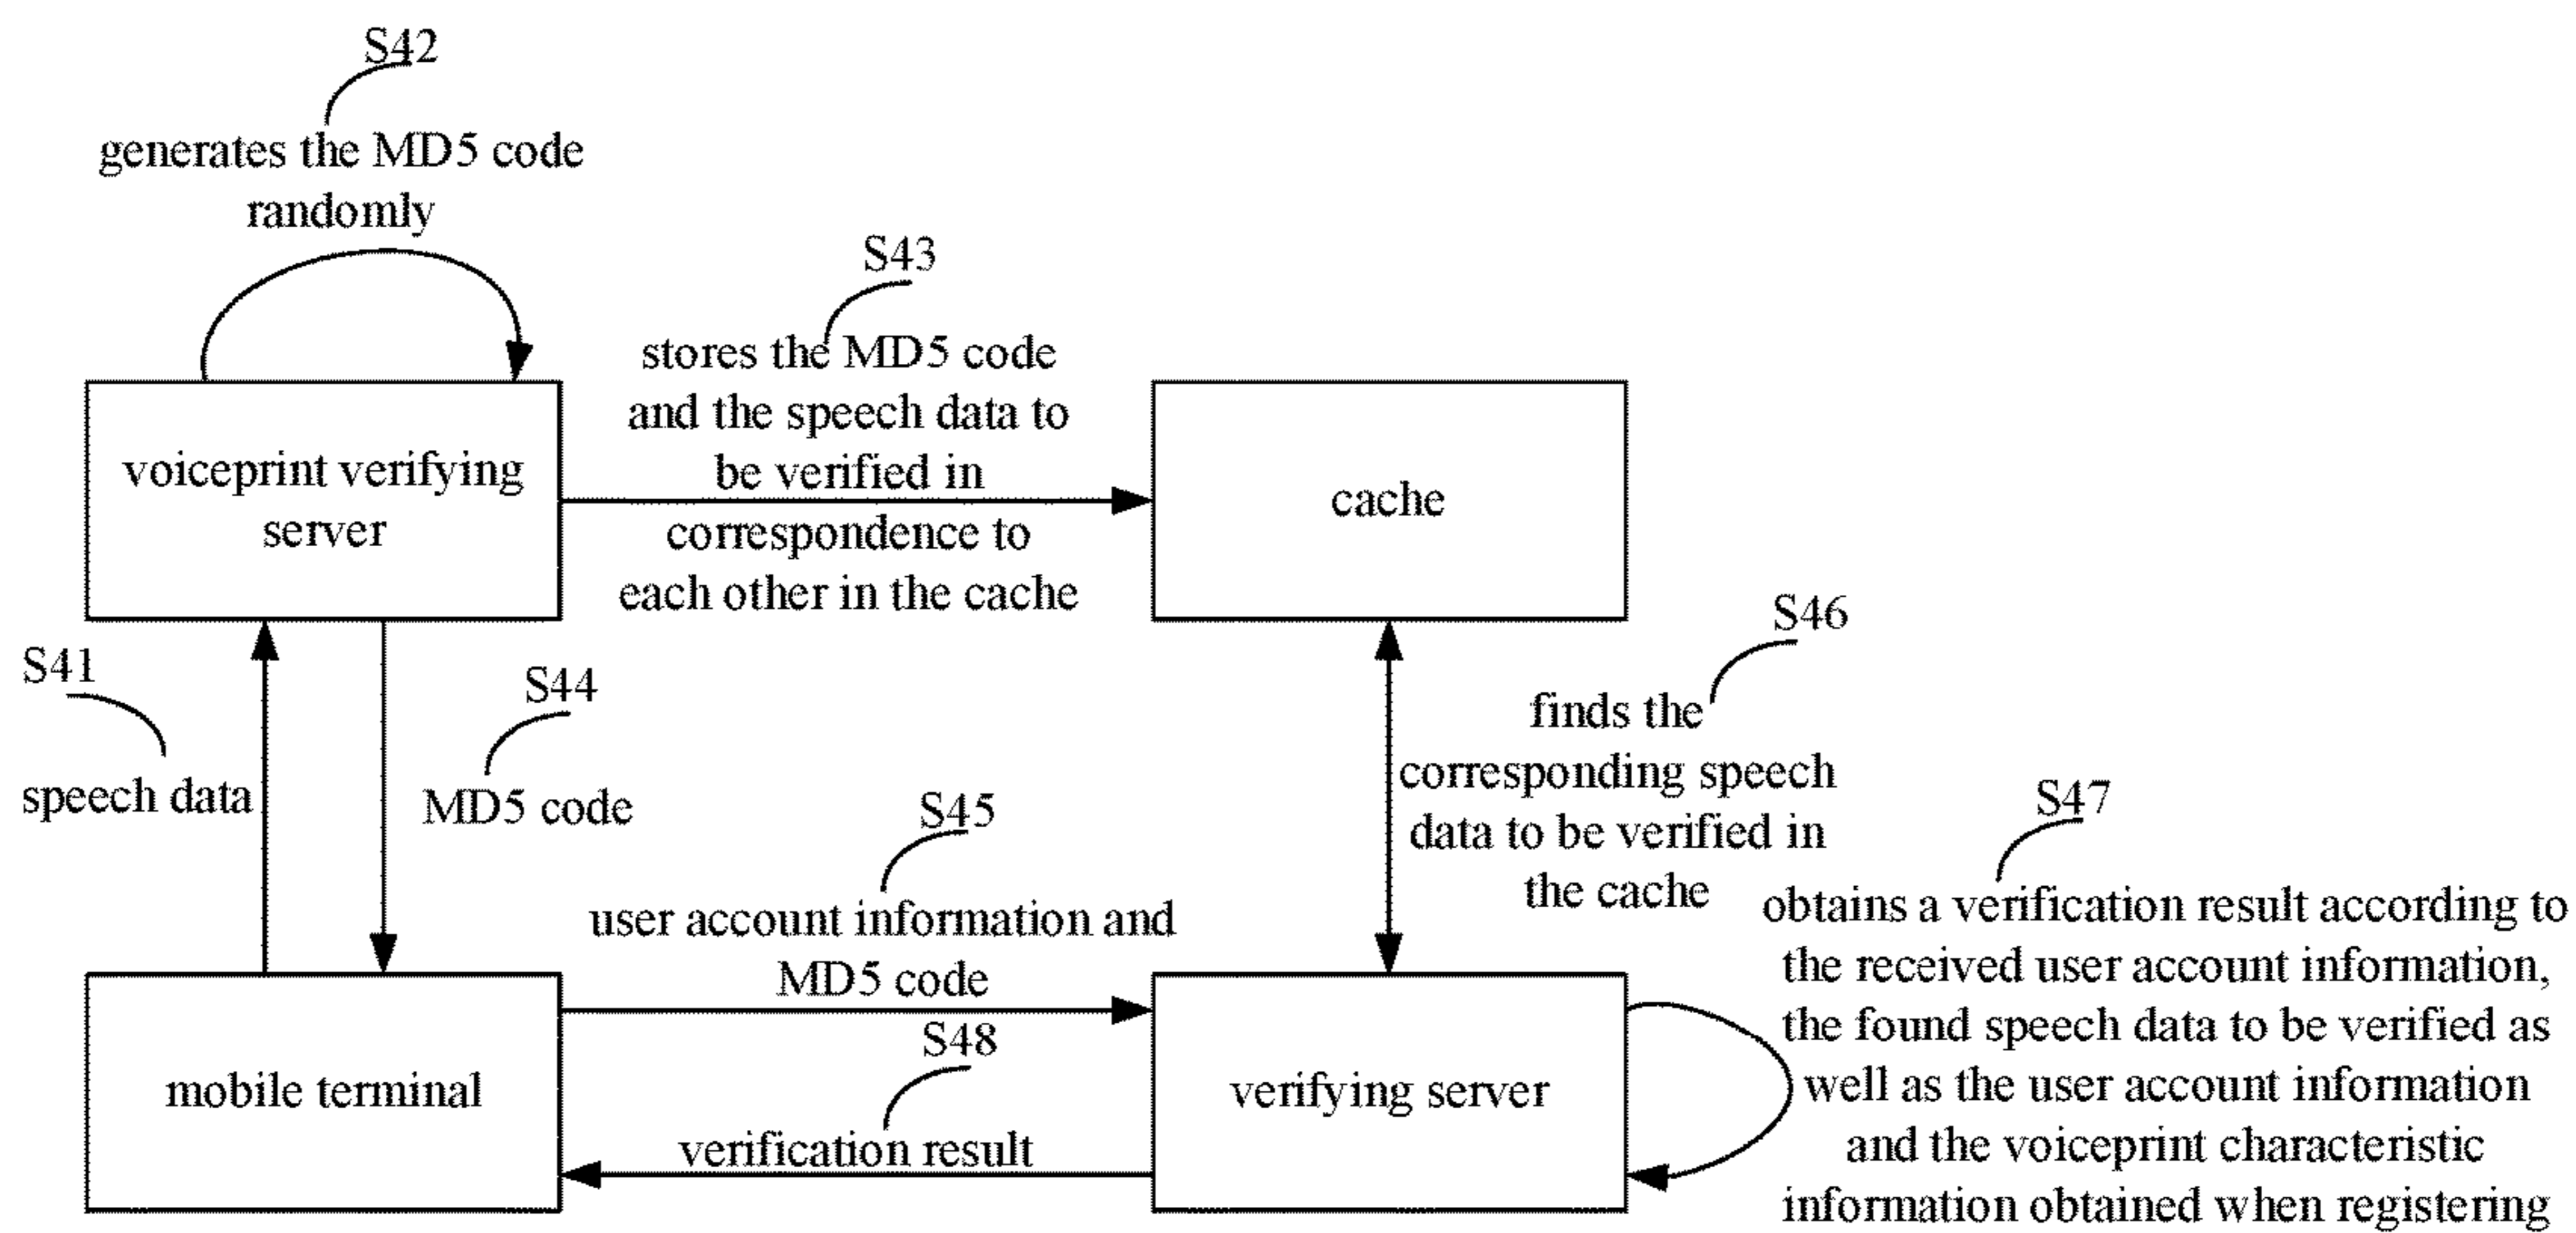 S42
generates the MD5 code
randomly
S43
stores the MD5 code
and the speech data to
be verified in
correspondence to
each other in the cache
voiceprint verifying
server
cache
S41
speech data
S44
MD5 code
S46
finds the
corresponding speech
data to be verified in
the cache
S45
user account information and
MD5 code
S47
obtains a verification result according to
the received user account information,
the found speech data to be verified as
well as the user account information
and the voiceprint characteristic
information obtained when registering
S48
verification result
mobile terminal
verifying server